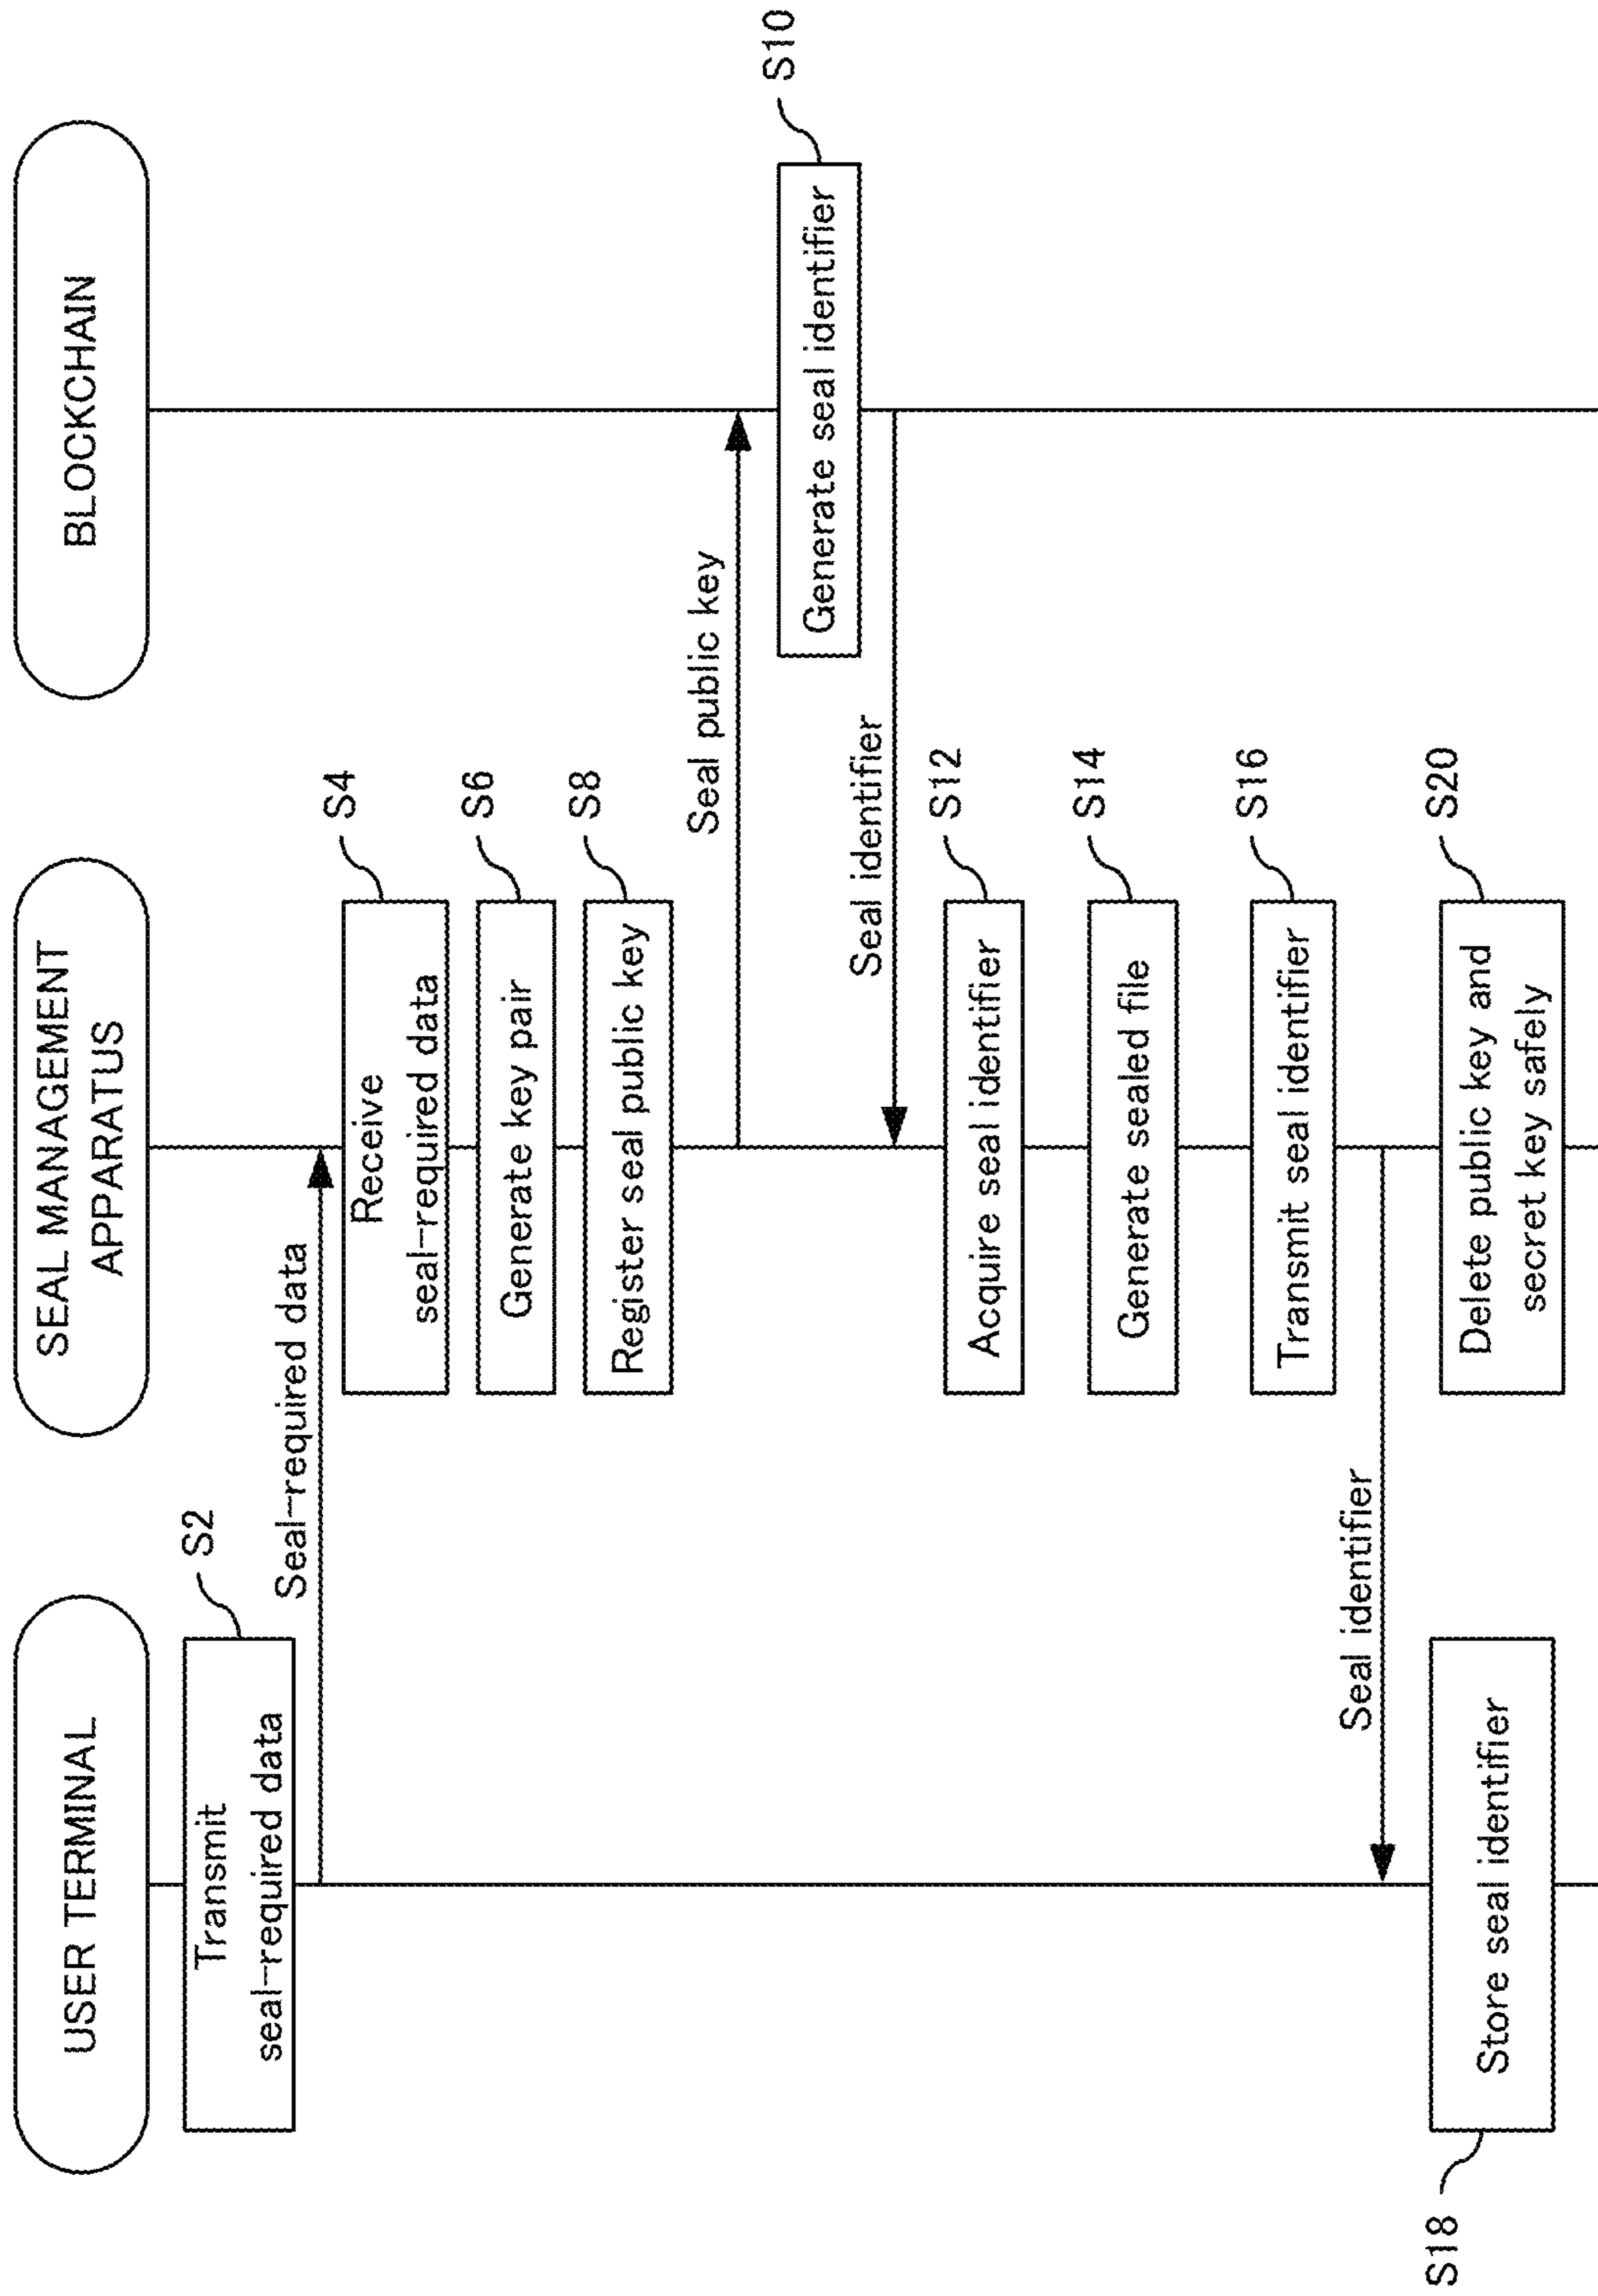 USER TERMINAL
SEAL MANAGEMENT
APPARATUS
BLOCKCHAIN
S2
Transmit
seal-required data
Seal-required data
S4
Receive
seal-required data
S6
Generate key pair
S8
Register seal public key
Seal public key
S10
Generate seal identifier
Seal identifier
S12
Acquire seal identifier
S14
Generate sealed file
S16
Transmit seal identifier
Seal identifier
S18
Store seal identifier
S20
Delete public key and
secret key safely